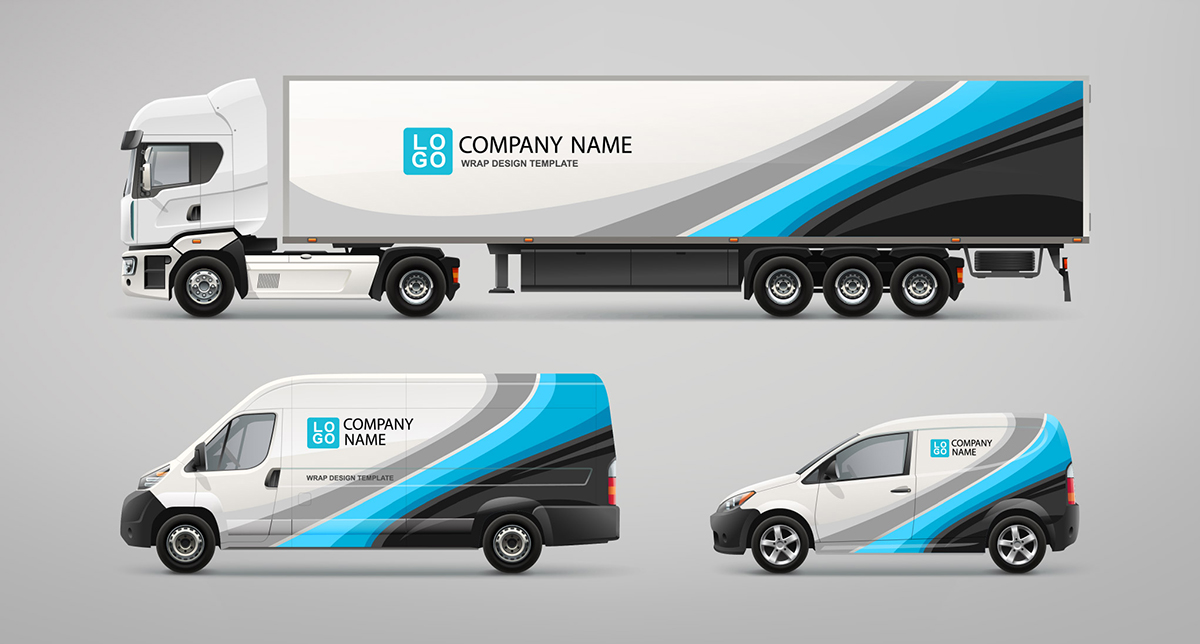 LO
GO
COMPANY NAME
WRAP DESIGN TEMPLATE
LO
GO
COMPANY
NAME
WRAP DESIGN TEMPLATE
LO
GO
COMPANY
NAME